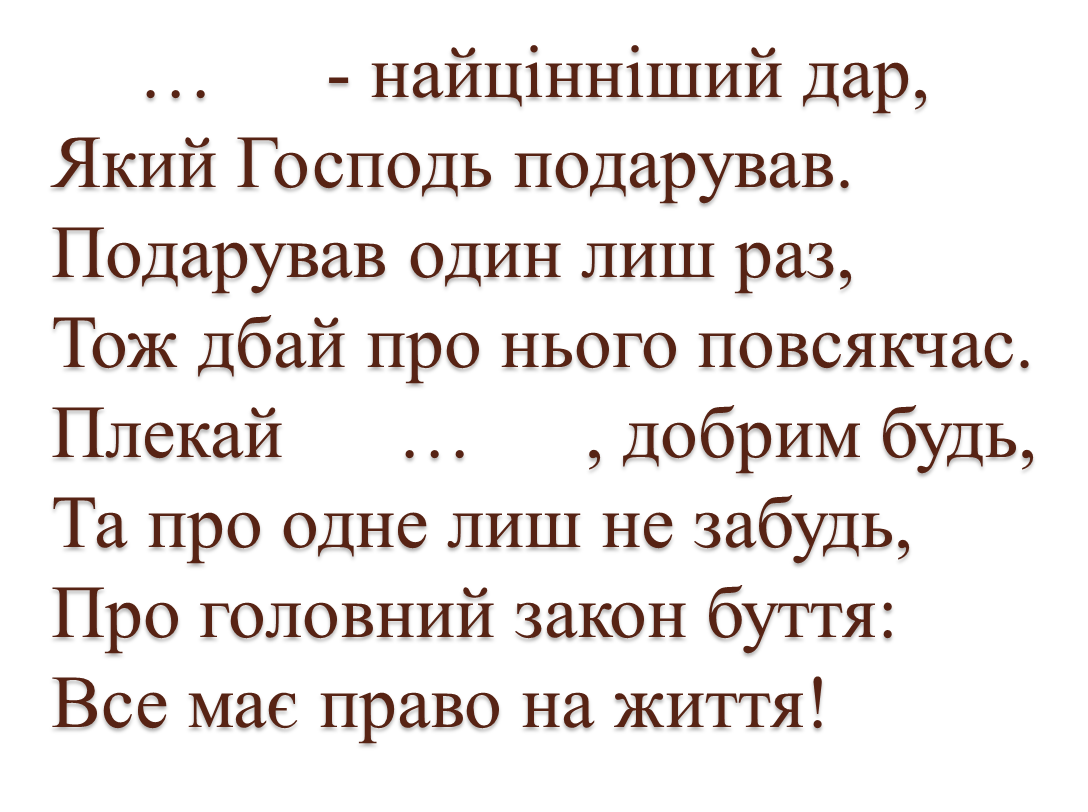 … - найцінніший дар,
Який Господь подарував.
Подарував один лиш раз,
Тож дбай про нього повсякчас.
Плекай … , добрим будь,
Та про одне лиш не забудь,
Про головний закон буття:
Все має право на життя!